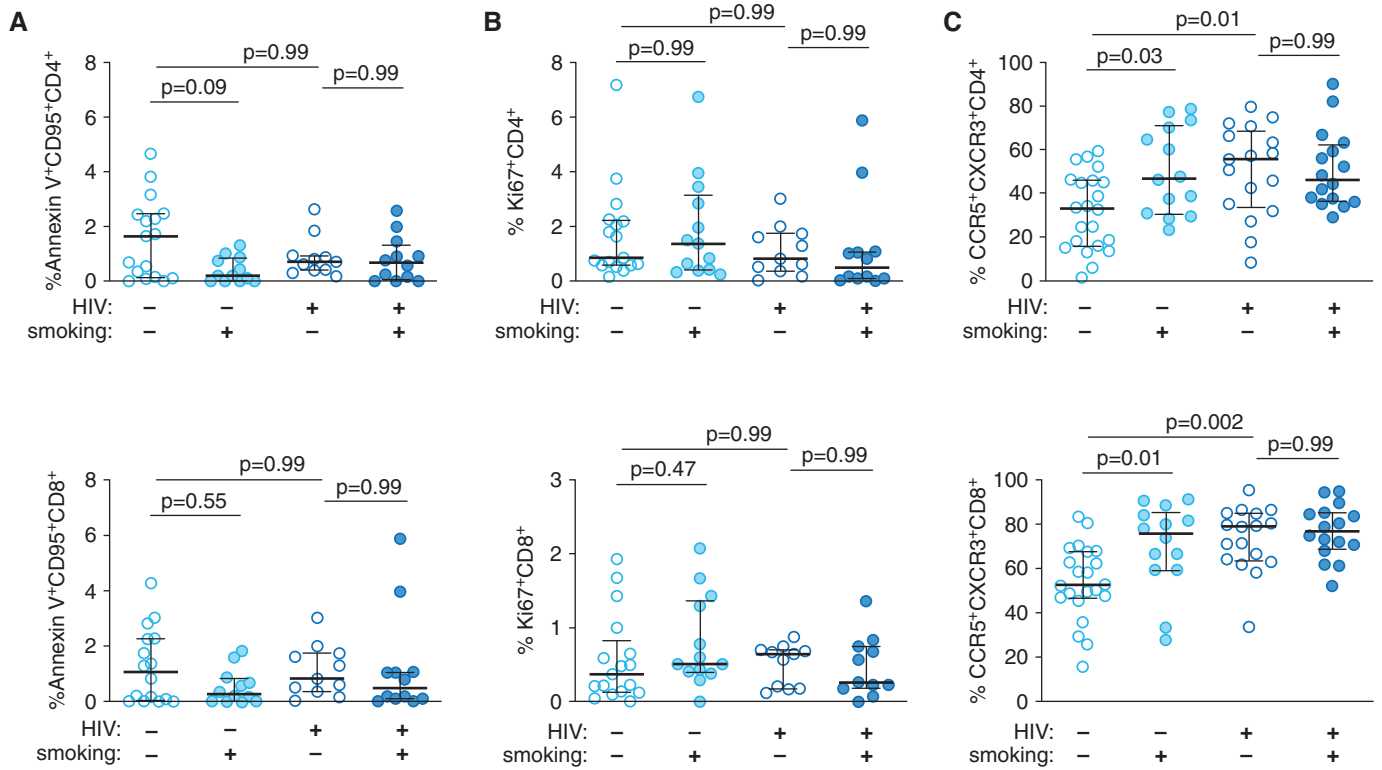 A
p=0.99
p=0.99
p=0.09
%Annexin V⁺CD95⁺CD4⁺
8
6
4
2
0
HIV: – – + +
smoking: – + – +
B
p=0.99
p=0.99
p=0.99
% Ki67⁺CD4⁺
8
6
4
2
0
HIV: – – + +
smoking: – + – +
C
p=0.01
p=0.99
p=0.03
% CCR5⁺CXCR3⁺CD4⁺
100
80
60
40
20
0
HIV: – – + +
smoking: – + – +
p=0.99
p=0.99
p=0.55
%Annexin V⁺CD95⁺CD8⁺
8
6
4
2
0
HIV: – – + +
smoking: – + – +
p=0.99
p=0.99
p=0.47
% Ki67⁺CD8⁺
3
2
1
0
HIV: – – + +
smoking: – + – +
p=0.002
p=0.99
p=0.01
% CCR5⁺CXCR3⁺CD8⁺
100
80
60
40
20
0
HIV: – – + +
smoking: – + – +